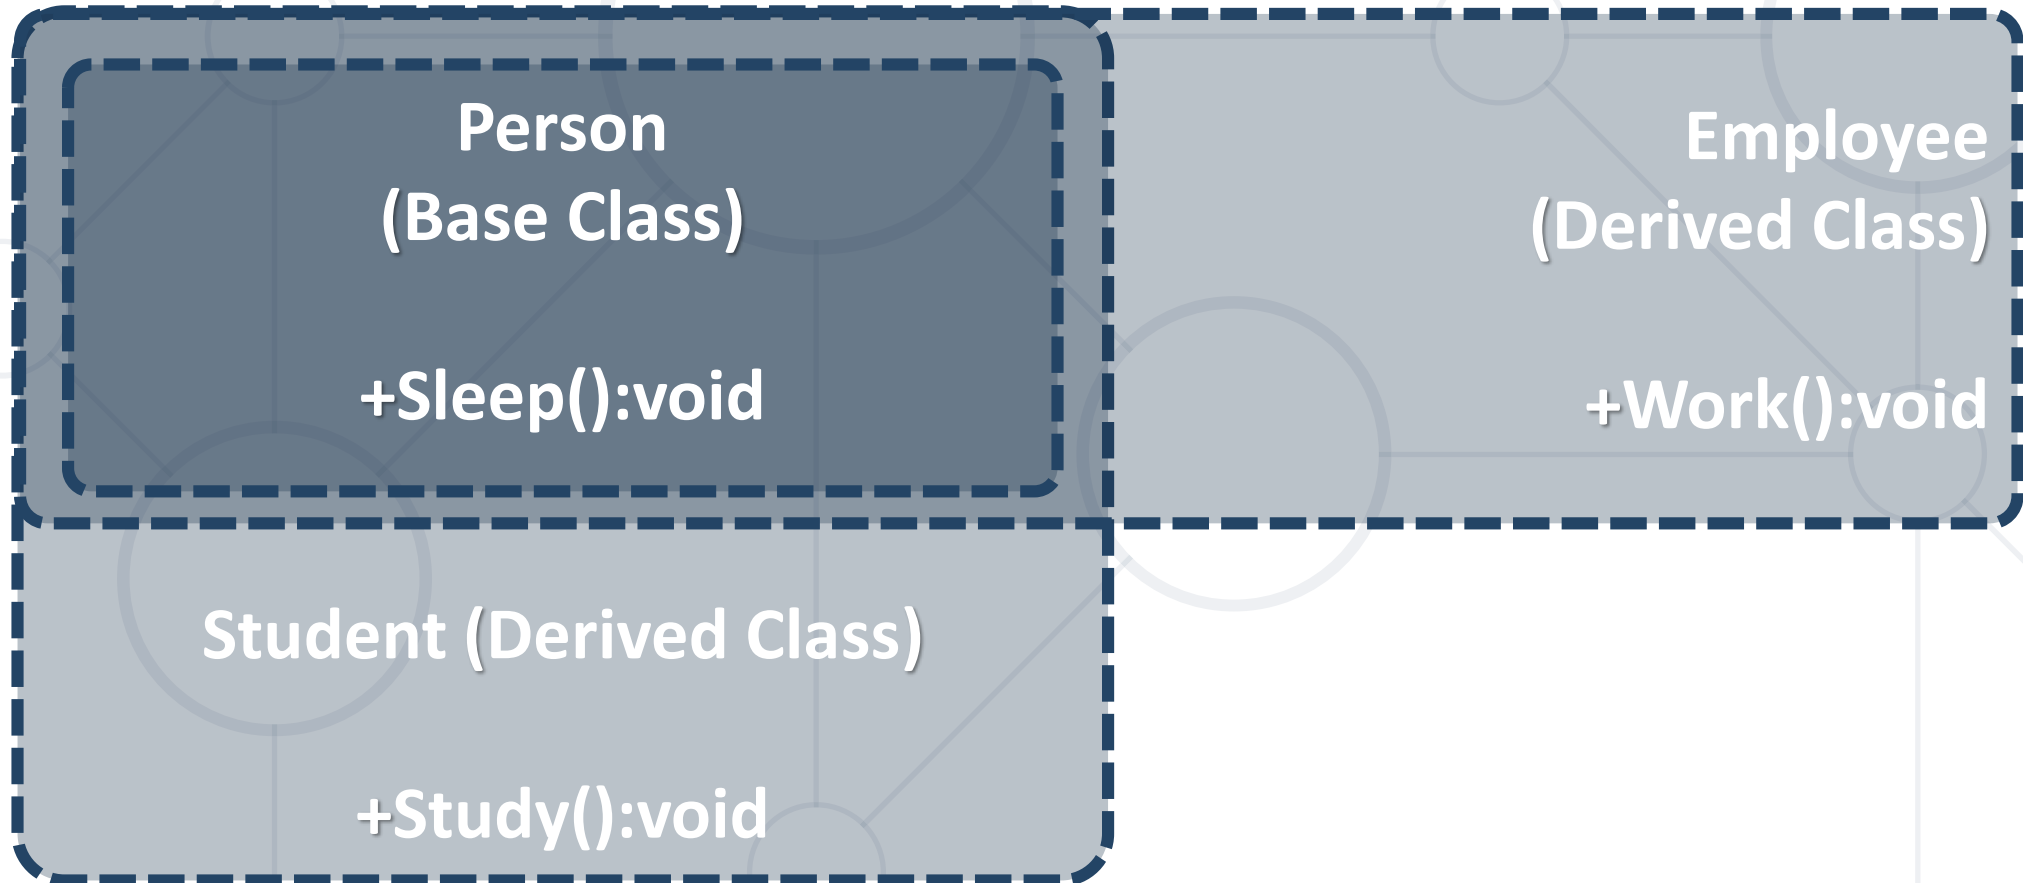 Person
(Base Class)
+Sleep():void
Employee
(Derived Class)
+Work():void
Student (Derived Class)
+Study():void